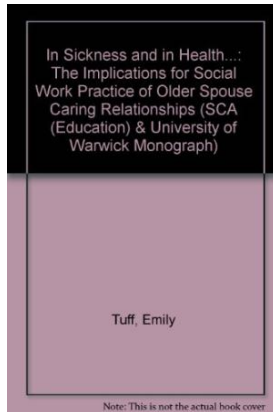 In Sickness and in Health...:
The Implications for Social
Work Practice of Older Spouse
Caring Relationships (SCA
(Education) & University of
Warwick Monograph)
Tuff, Emily
Note: This is not the actual book cover